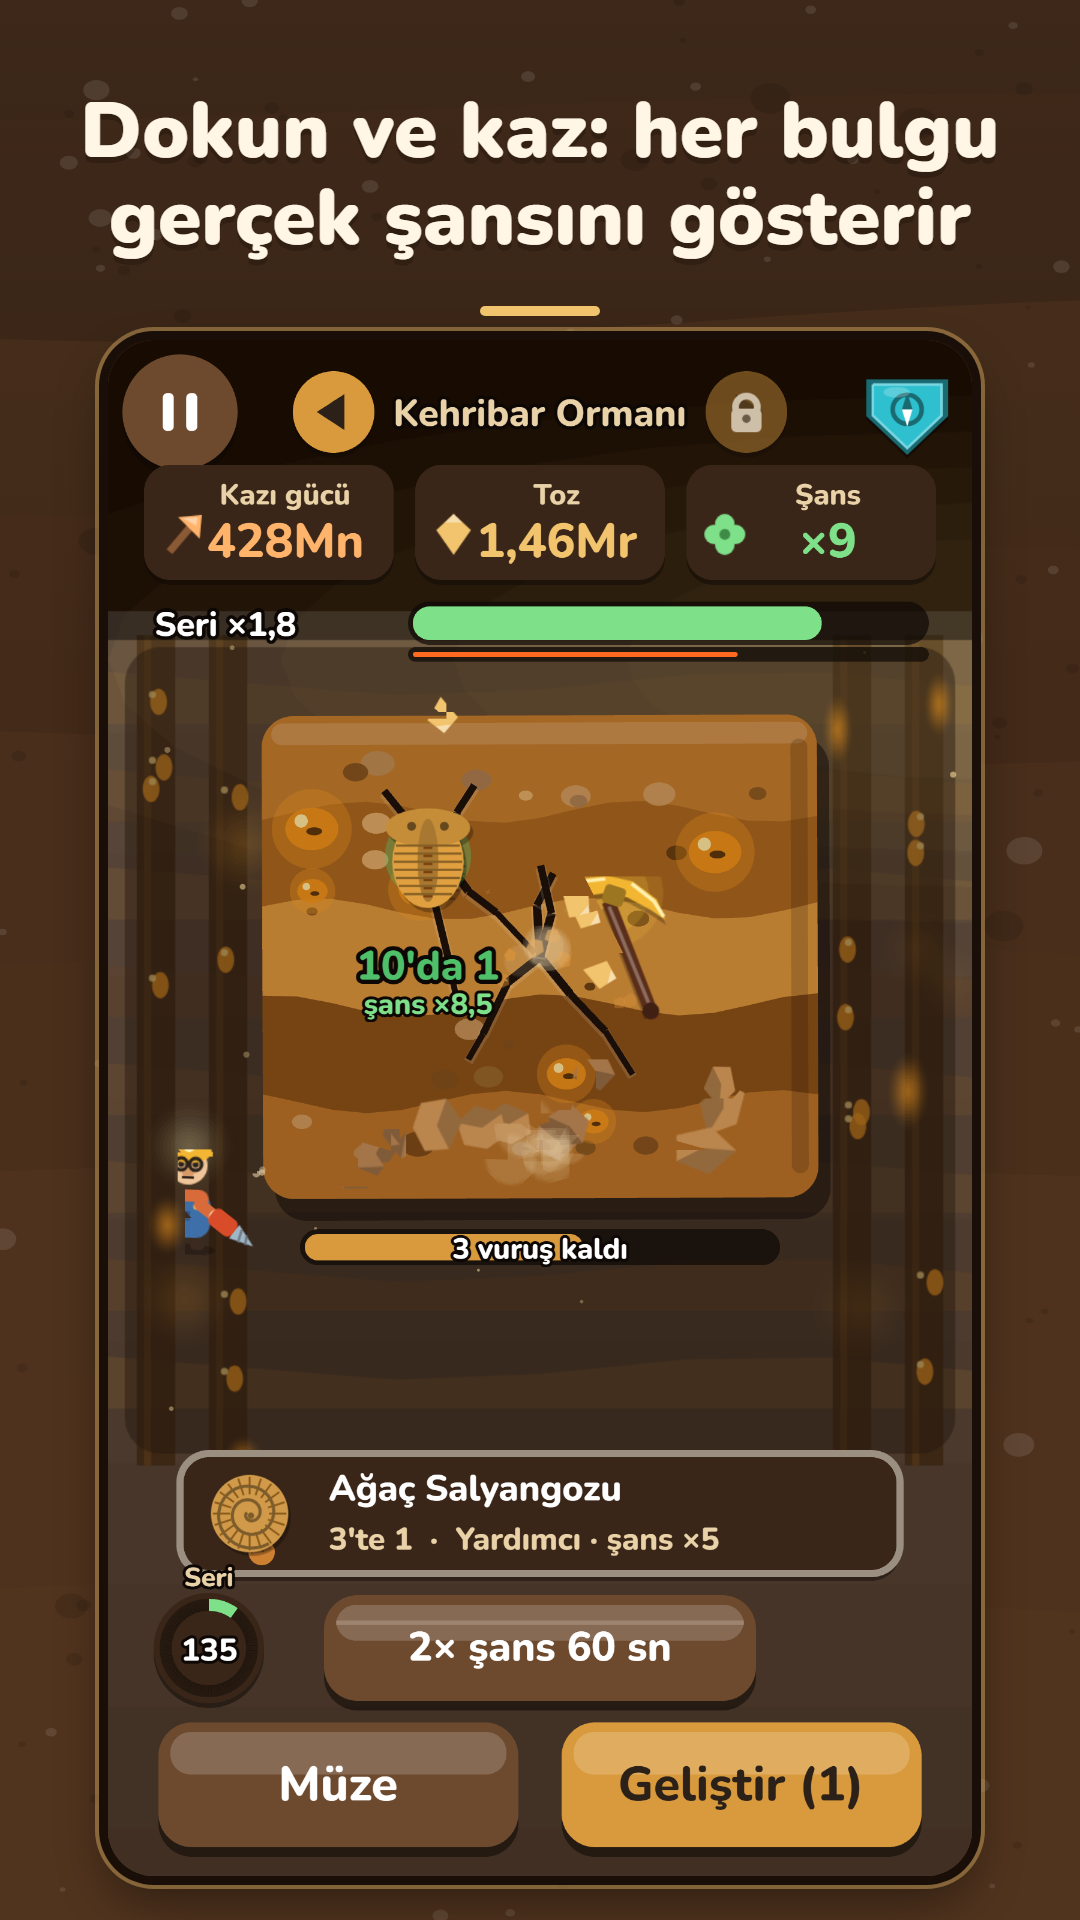 Dokun ve kaz: her bulgu
gerçek şansını gösterir
Kehribar Ormanı
Kazı gücü
428Mn
Toz
1,46Mr
Şans
×9
Seri ×1,8
10'da 1
şans ×8,5
3 vuruş kaldı
Ağaç Salyangozu
3'te 1 · Yardımcı · şans ×5
Seri
135
2× şans 60 sn
Müze
Geliştir (1)